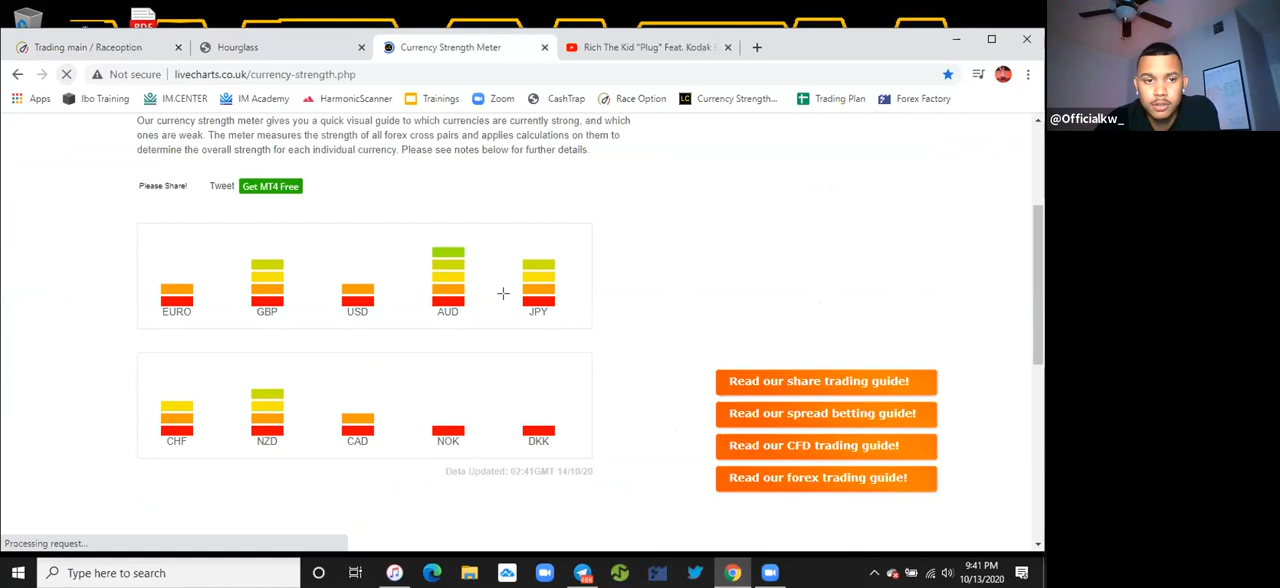 PDF
Trading main / Raceoption
Hourglass
Currency Strength Meter
Rich The Kid "Plug" Feat. Kodak
Not secure
livecharts.co.uk/currency-strength.php
Apps
Ibo Training
IM.CENTER
IM Academy
HarmonicScanner
Trainings
Zoom
CashTrap
Race Option
LC Currency Strength...
Trading Plan
Forex Factory
@Officialkw_
Our currency strength meter gives you a quick visual guide to which currencies are currently strong, and which
ones are weak. The meter measures the strength of all forex cross pairs and applies calculations on them to
determine the overall strength for each individual currency. Please see notes below for further details.
Please Share!
Tweet
Get MT4 Free
EURO
GBP
USD
AUD
JPY
CHF
NZD
CAD
NOK
DKK
Data Updated: 02:41GMT 14/10/20
Read our share trading guide!
Read our spread betting guide!
Read our CFD trading guide!
Read our forex trading guide!
Processing request...
Type here to search
9:41 PM
10/13/2020